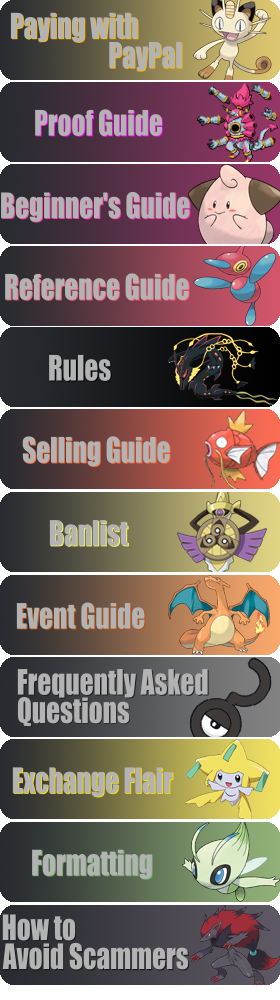 Paying with
PayPal
Proof Guide
Beginner's Guide
Reference Guide
Rules
Selling Guide
Banlist
Event Guide
Frequently Asked
Questions
Exchange Flair
Formatting
How to
Avoid Scammers